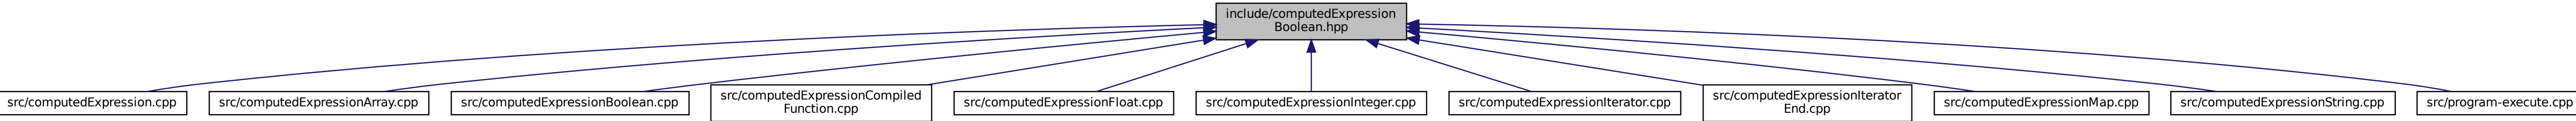 include/computedExpression
Boolean.hpp
src/computedExpression.cpp
src/computedExpressionArray.cpp
src/computedExpressionBoolean.cpp
src/computedExpressionCompiled
Function.cpp
src/computedExpressionFloat.cpp
src/computedExpressionInteger.cpp
src/computedExpressionIterator.cpp
src/computedExpressionIterator
End.cpp
src/computedExpressionMap.cpp
src/computedExpressionString.cpp
src/program-execute.cpp